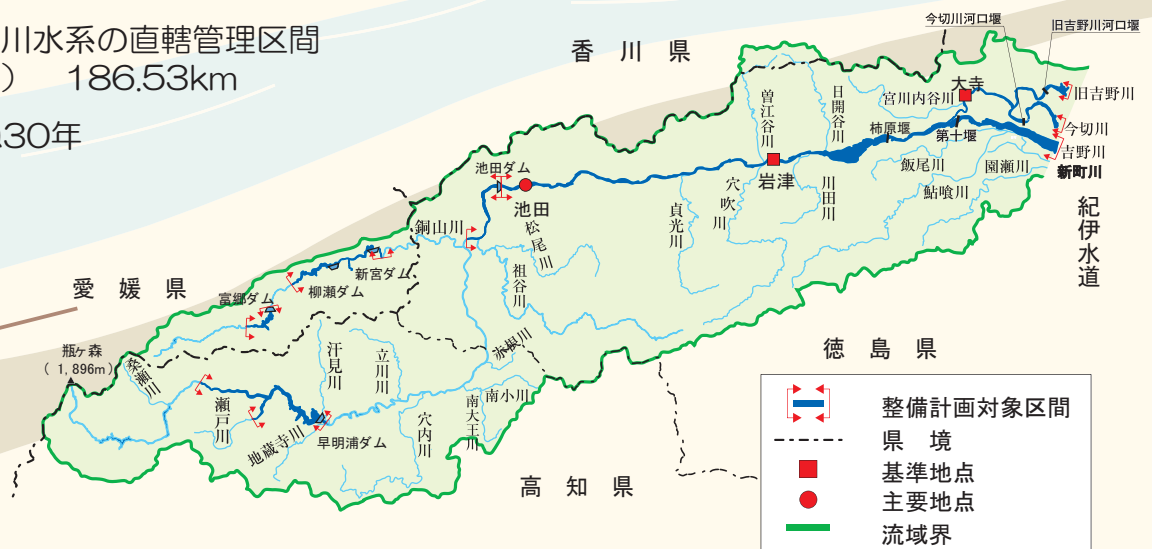 川水系の直轄管理区間
） 186.53km
30年
香川県
今切川河口堰
旧吉野川河口堰
大寺
宮川内谷川
旧吉野川
日開谷川
曽江谷川
柿原堰
第十堰
今切川
吉野川
新町川
飯尾川
園瀬川
鮎喰川
池田ダム
岩津
川田川
穴吹川
貞光川
池田
松尾川
銅山川
紀伊水道
祖谷川
新宮ダム
柳瀬ダム
富郷ダム
愛媛県
赤根川
徳島県
瓶ヶ森
（1,896m）
桑瀬川
汗見川
立川川
瀬戸川
地蔵寺川
早明浦ダム
穴内川
南大王川
南小川
高知県
整備計画対象区間
県境
基準地点
主要地点
流域界